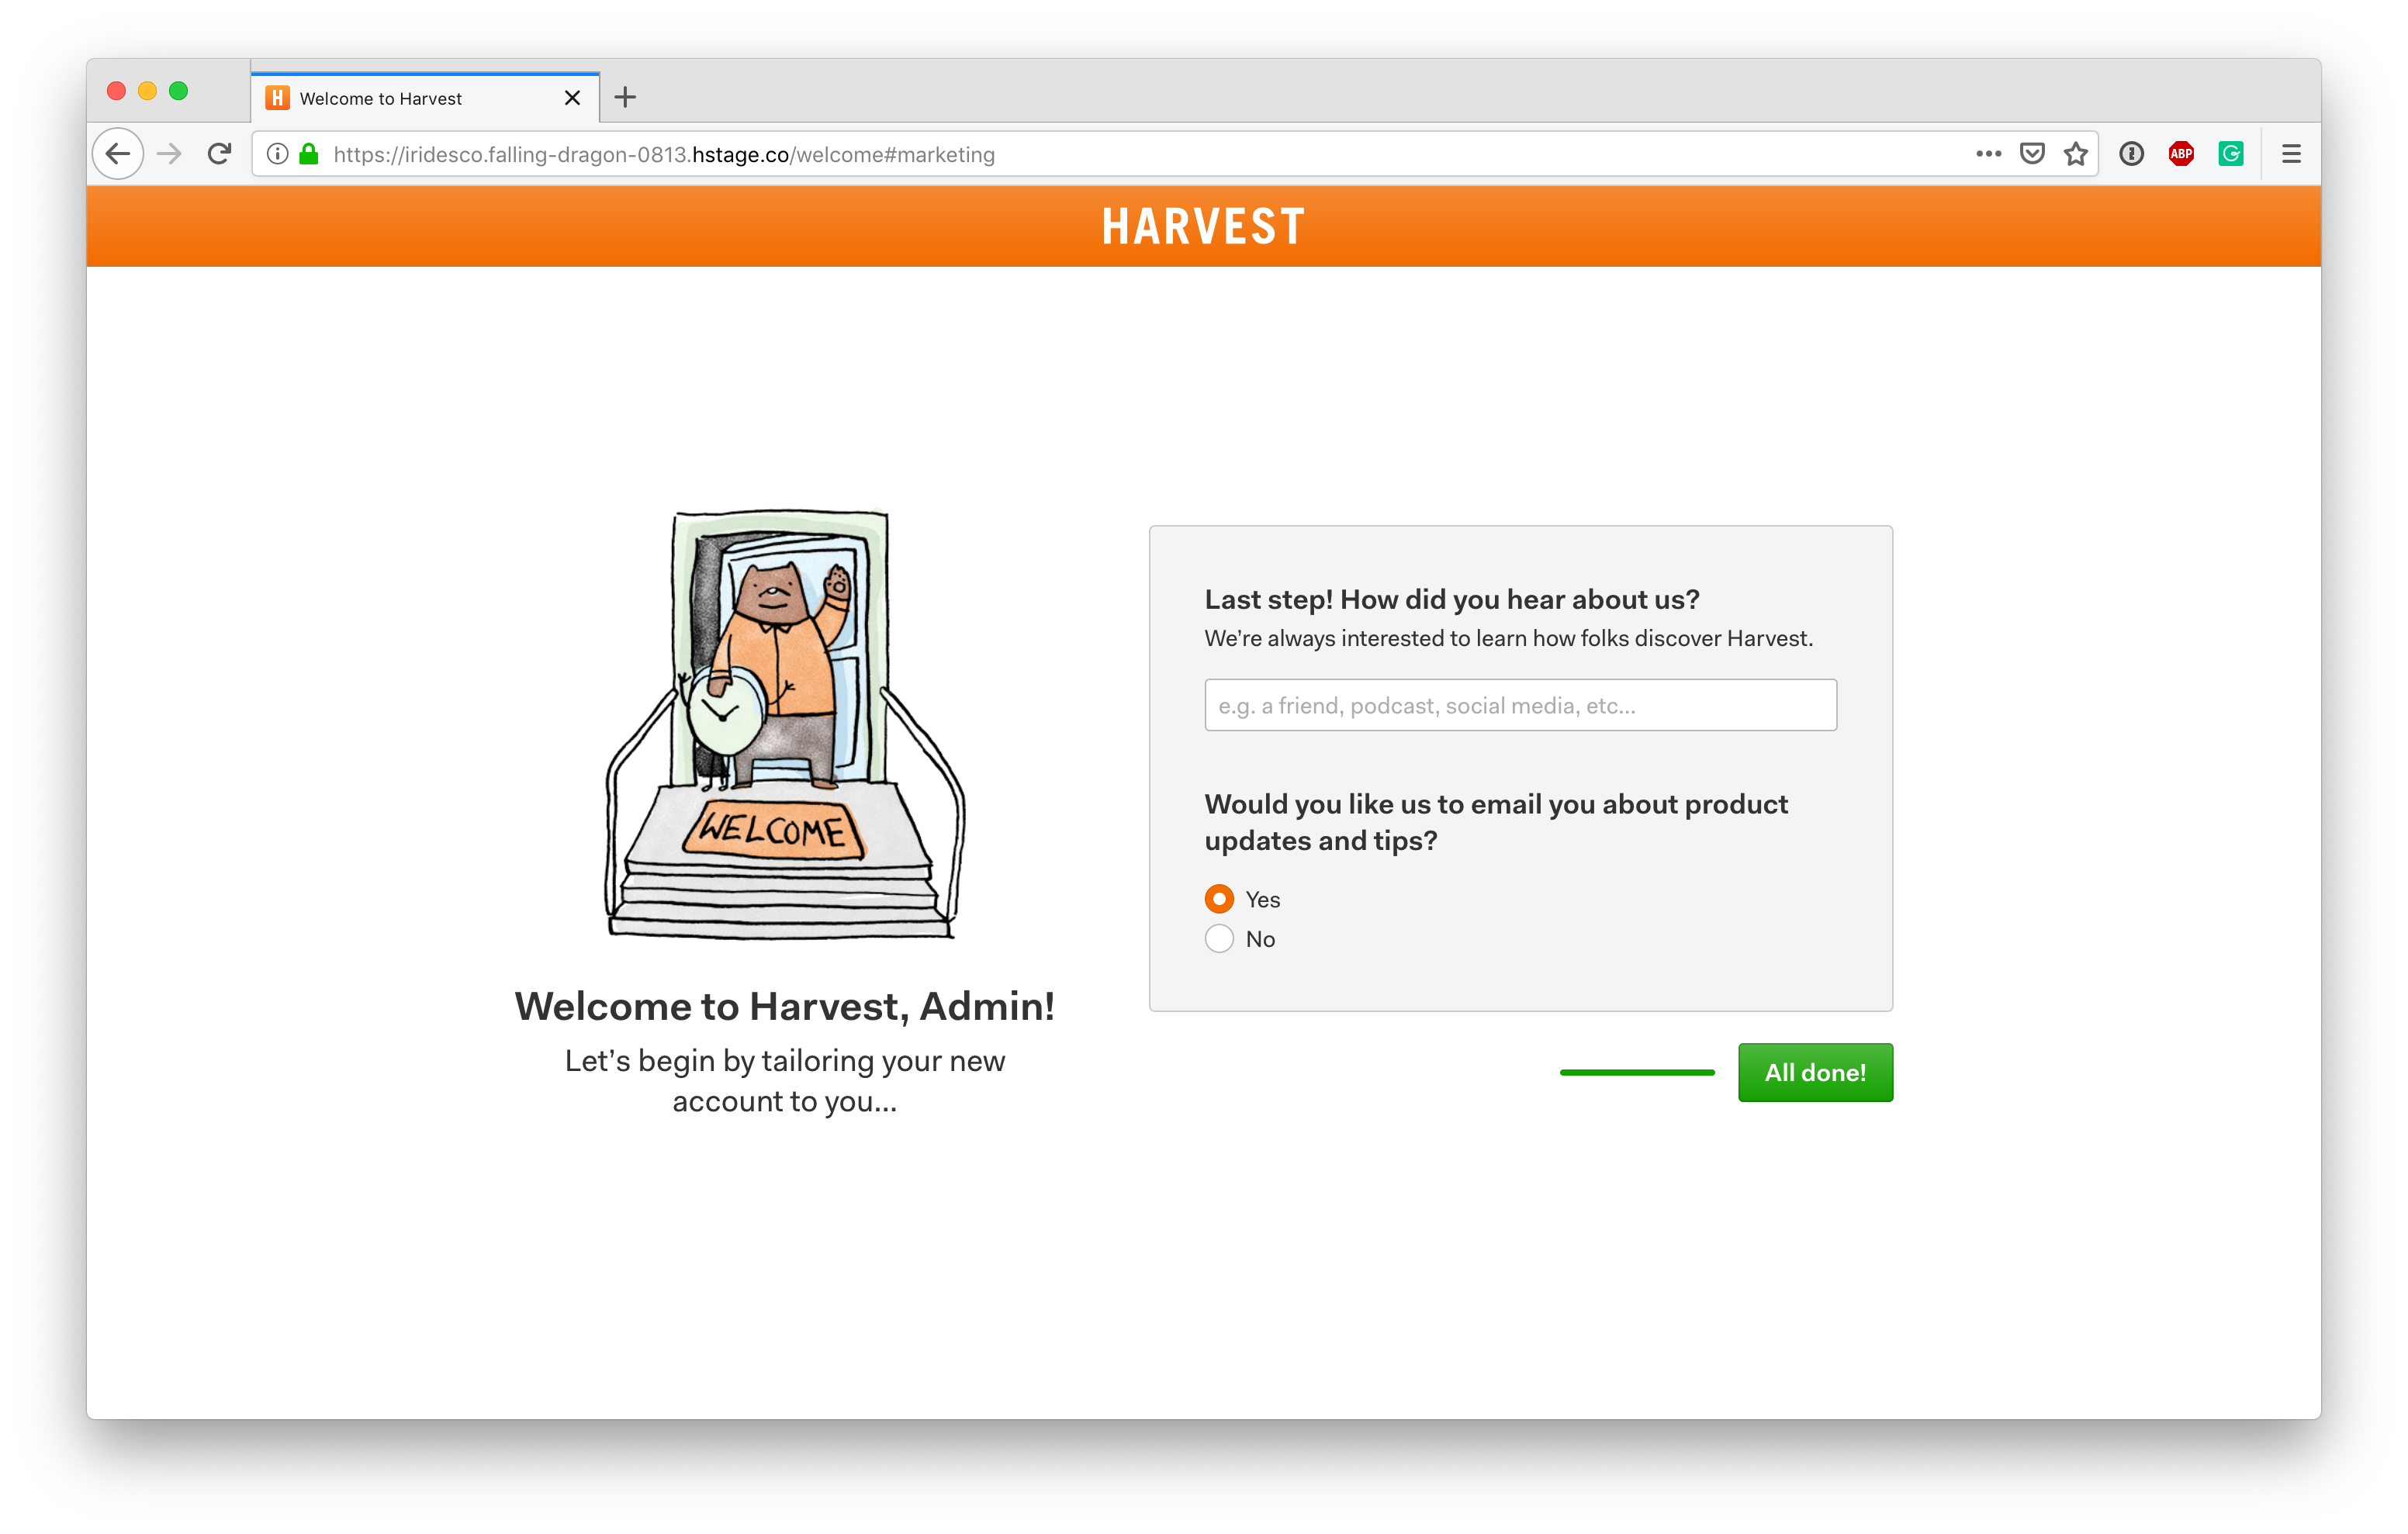 H Welcome to Harvest
https://iridesco.falling-dragon-0813.hstage.co/welcome#marketing
ABP
HARVEST
WELCOME
Welcome to Harvest, Admin!
Let’s begin by tailoring your new
account to you...
Last step! How did you hear about us?
We’re always interested to learn how folks discover Harvest.
e.g. a friend, podcast, social media, etc...
Would you like us to email you about product
updates and tips?
Yes
No
All done!